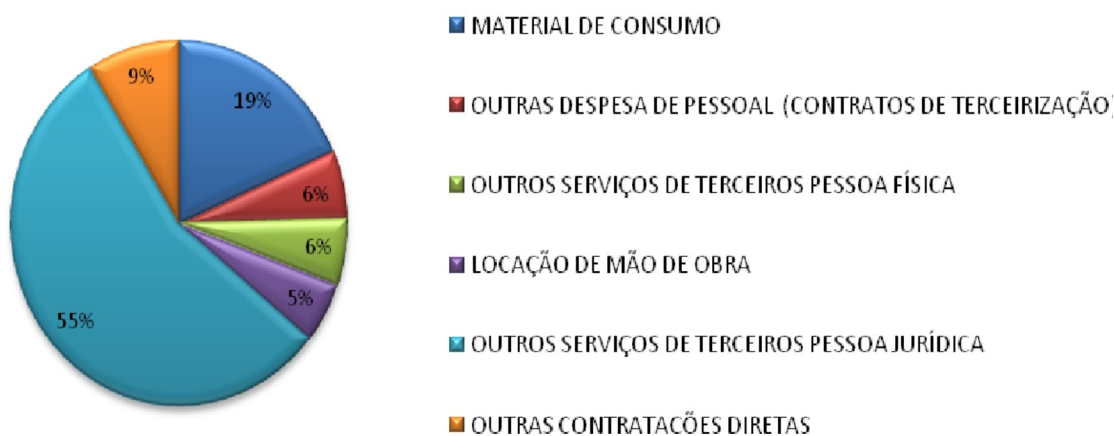 MATERIAL DE CONSUMO
OUTRAS DESPESA DE PESSOAL (CONTRATOS DE TERCEIRIZAÇÃO)
OUTROS SERVIÇOS DE TERCEIROS PESSOA FÍSICA
LOCAÇÃO DE MÃO DE OBRA
OUTROS SERVIÇOS DE TERCEIROS PESSOA JURÍDICA
OUTRAS CONTRATAÇÕES DIRETAS
9%
19%
6%
6%
5%
55%